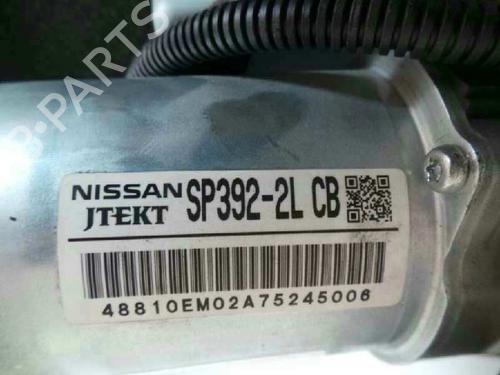 B-PARTS
NISSAN SP392-2L CB
JTEKT
48810EM02A75245006